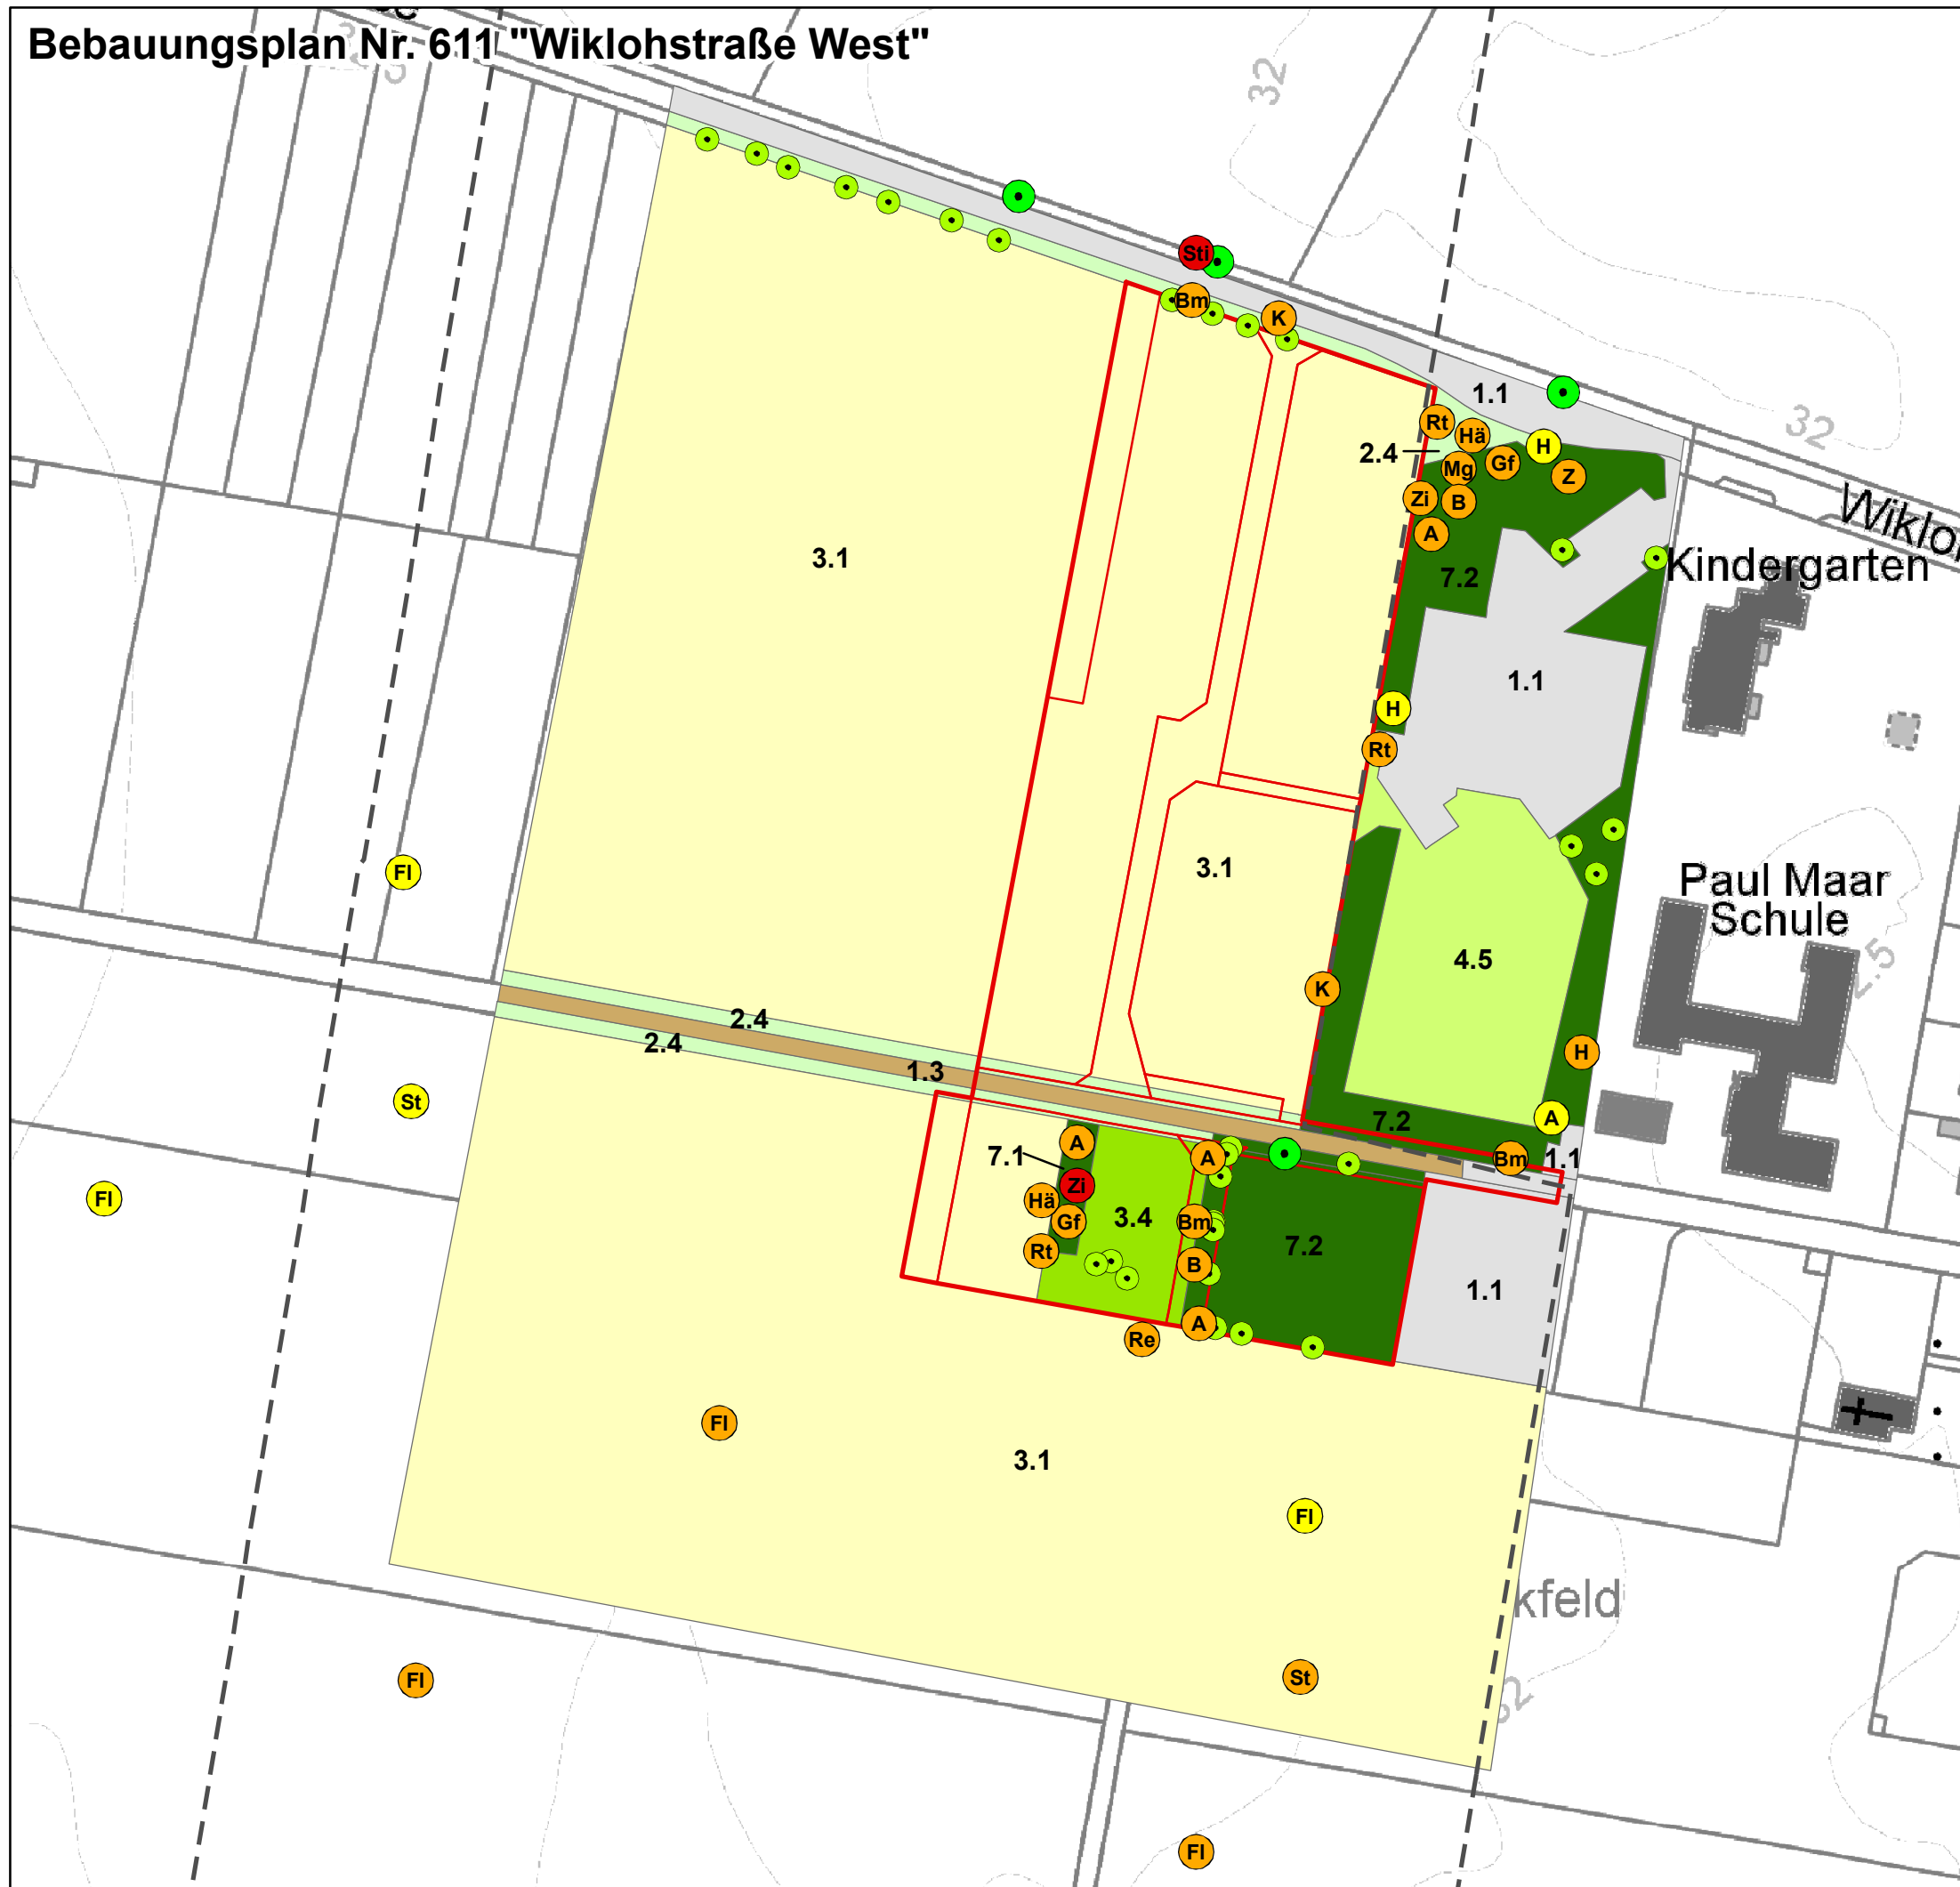 Bebauungsplan Nr. 611 "Wiklohstraße West"
32
Sti
Bm
K
1.1
Rt
Hä
H
32
2.4
Mg
Gf
Z
Zi
B
A
3.1
Kindergarten
7.2
1.1
H
Rt
3.1
Fl
Paul Maar
Schule
4.5
K
2.4
2.4
1.3
H
St
A
7.2
A
7.1
A
Bm
1.1
Zi
Fl
Hä
Gf
3.4
Bm
7.2
Rt
B
1.1
A
Re
Fl
3.1
Fl
kfeld
St
Fl
Fl